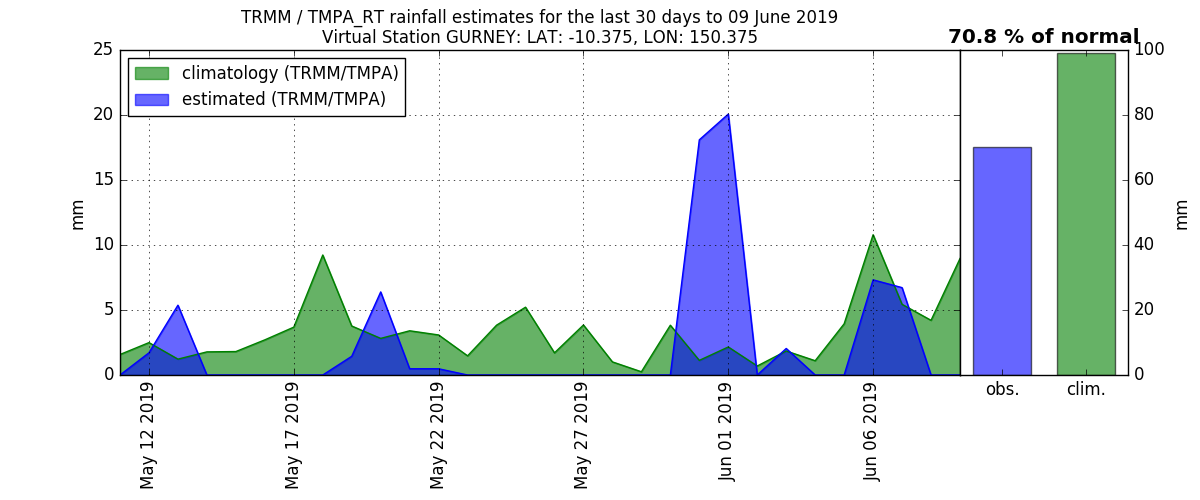 TRMM / TMPA_RT rainfall estimates for the last 30 days to 09 June 2019
Virtual Station GURNEY: LAT: -10.375, LON: 150.375
70.8 % of normal
climatology (TRMM/TMPA)
estimated (TRMM/TMPA)
25
20
15
10
5
0
mm
100
80
60
40
20
0
mm
May 12 2019
May 17 2019
May 22 2019
May 27 2019
Jun 01 2019
Jun 06 2019
obs.
clim.